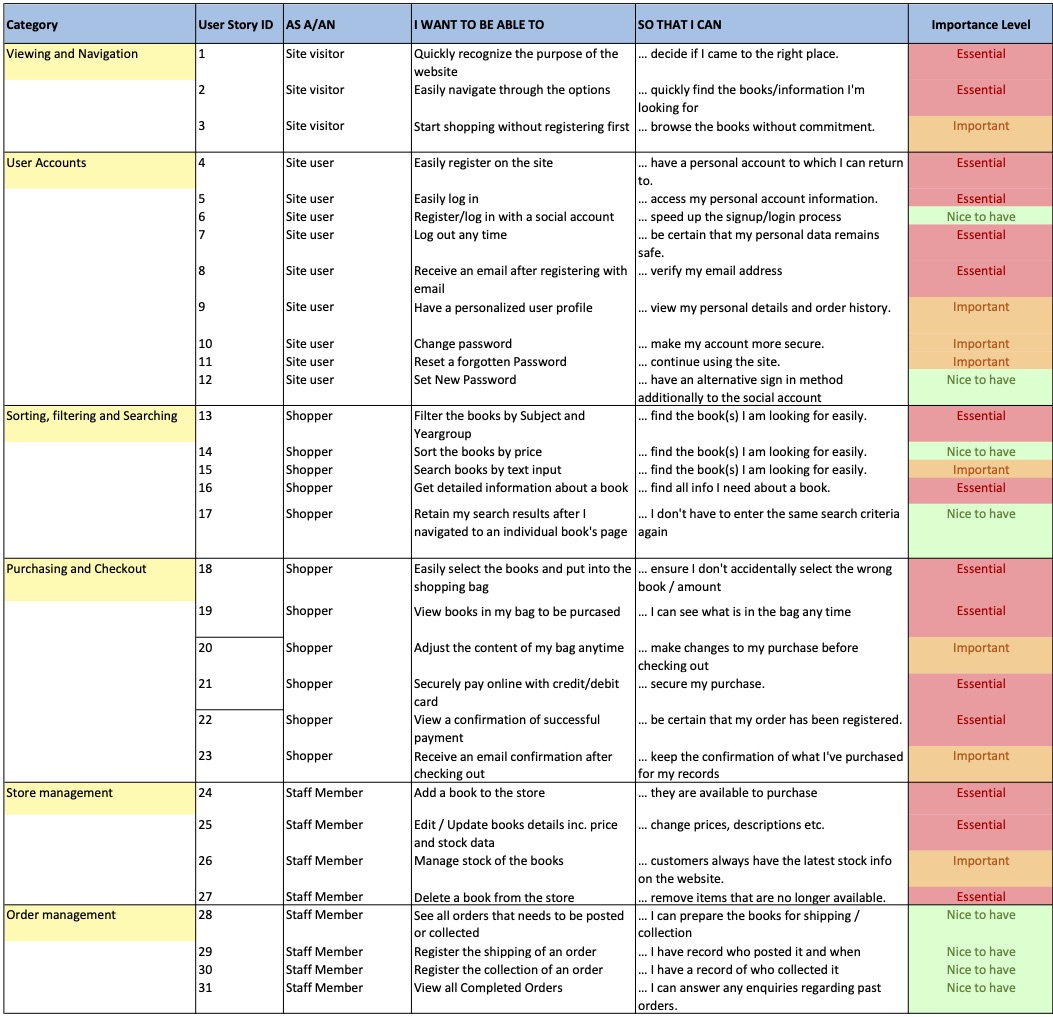 Category User Story ID AS A/AN I WANT TO BE ABLE TO SO THAT I CAN Importance Level
Viewing and Navigation 1 Site visitor Quickly recognize the purpose of the ... decide if I came to the right place. Essential
website
2 Site visitor Easily navigate through the options ... quickly find the books/information I'm Essential
looking for
3 Site visitor Start shopping without registering first ... browse the books without commitment. Important
User Accounts 4 Site user Easily register on the site ... have a personal account to which I can return Essential
to.
5 Site user Easily log in ... access my personal account information. Essential
6 Site user Register/log in with a social account ... speed up the signup/login process Nice to have
7 Site user Log out any time ... be certain that my personal data remains Essential
safe.
8 Site user Receive an email after registering with ... verify my email address Essential
email
9 Site user Have a personalized user profile ... view my personal details and order history. Important
10 Site user Change password ... make my account more secure. Important
11 Site user Reset a forgotten Password ... continue using the site. Important
12 Site user Set New Password ... have an alternative sign in method Nice to have
additionally to the social account
Sorting, filtering and Searching 13 Shopper Filter the books by Subject and ... find the book(s) I am looking for easily. Essential
Yeargroup
14 Shopper Sort the books by price ... find the book(s) I am looking for easily. Nice to have
15 Shopper Search books by text input ... find the book(s) I am looking for easily. Important
16 Shopper Get detailed information about a book ... find all info I need about a book. Essential
17 Shopper Retain my search results after I ... I don't have to enter the same search criteria Nice to have
navigated to an individual book's page again
Purchasing and Checkout 18 Shopper Easily select the books and put into the ... ensure I don't accidentally select the wrong Essential
shopping bag book / amount
19 Shopper View books in my bag to be purcased ... I can see what is in the bag any time Essential
20 Shopper Adjust the content of my bag anytime ... make changes to my purchase before Important
checking out
21 Shopper Securely pay online with credit/debit ... secure my purchase. Essential
card
22 Shopper View a confirmation of successful ... be certain that my order has been registered. Essential
payment
23 Shopper Receive an email confirmation after ... keep the confirmation of what I've purchased Important
checking out for my records
Store management 24 Staff Member Add a book to the store ... they are available to purchase Essential
25 Staff Member Edit / Update books details inc. price ... change prices, descriptions etc. Essential
and stock data
26 Staff Member Manage stock of the books ... customers always have the latest stock info Important
on the website.
27 Staff Member Delete a book from the store ... remove items that are no longer available. Essential
Order management 28 Staff Member See all orders that needs to be posted ... I can prepare the books for shipping / Nice to have
or collected collection
29 Staff Member Register the shipping of an order ... I have record who posted it and when Nice to have
30 Staff Member Register the collection of an order ... I have a record of who collected it Nice to have
31 Staff Member View all Completed Orders ... I can answer any enquiries regarding past Nice to have
orders.